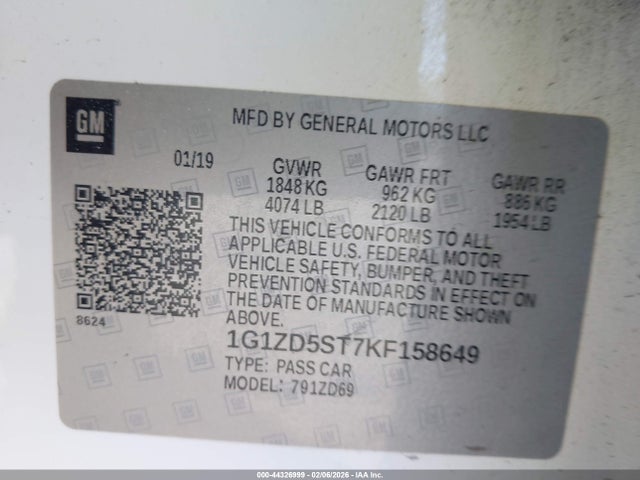 GM
MFD BY GENERAL MOTORS LLC
01/19
GVWR GAWR FRT GAWR RR
1848 KG 962 KG 886 KG
4074 LB 2120 LB 1954 LB
THIS VEHICLE CONFORMS TO ALL
APPLICABLE U.S. FEDERAL MOTOR
VEHICLE SAFETY, BUMPER, AND THEFT
PREVENTION STANDARDS IN EFFECT ON
THE DATE OF MANUFACTURE SHOWN
ABOVE.
8624
1G1ZD5ST7KF158649
TYPE: PASS CAR
MODEL: 791ZD69
000-44326999 - 02/06/2026 - IAA Inc.